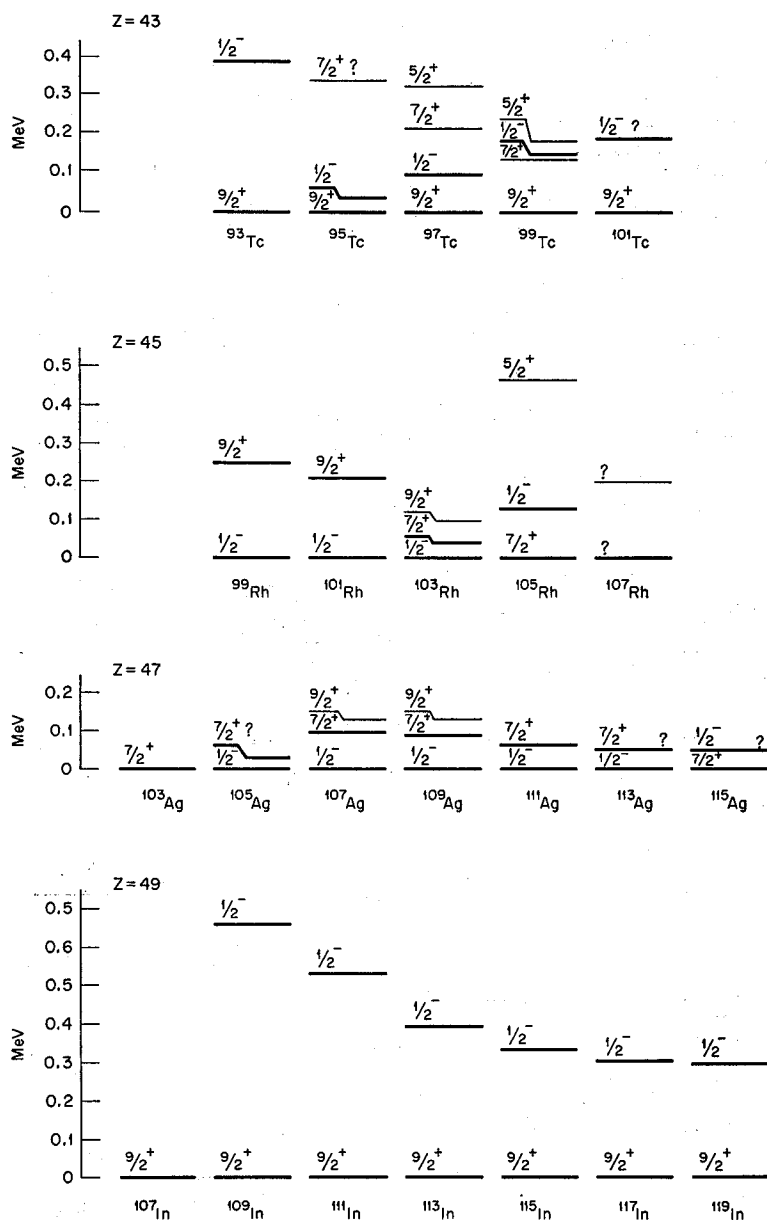 Z = 43
MeV
0.4
0.3
0.2
0.1
0
1/2⁻
9/2⁺
⁹³Tc
7/2⁺ ?
1/2⁻
9/2⁺
⁹⁵Tc
5/2⁺
7/2⁺
1/2⁻
9/2⁺
⁹⁷Tc
5/2⁺
1/2⁻
7/2⁺
9/2⁺
⁹⁹Tc
1/2⁻ ?
9/2⁺
¹⁰¹Tc
Z = 45
MeV
0.5
0.4
0.3
0.2
0.1
0
9/2⁺
1/2⁻
⁹⁹Rh
9/2⁺
1/2⁻
¹⁰¹Rh
9/2⁺
7/2⁺
1/2⁻
¹⁰³Rh
5/2⁺
1/2⁻
7/2⁺
¹⁰⁵Rh
?
?
¹⁰⁷Rh
Z = 47
MeV
0.2
0.1
0
7/2⁺
¹⁰³Ag
7/2⁺ ?
1/2⁻
¹⁰⁵Ag
9/2⁺
7/2⁺
1/2⁻
¹⁰⁷Ag
9/2⁺
7/2⁺
1/2⁻
¹⁰⁹Ag
7/2⁺
1/2⁻
¹¹¹Ag
7/2⁺ ?
1/2⁻
¹¹³Ag
1/2⁻ ?
7/2⁺
¹¹⁵Ag
Z = 49
MeV
0.5
0.6
0.5
0.4
0.3
0.2
0.1
0
9/2⁺
¹⁰⁷In
1/2⁻
9/2⁺
¹⁰⁹In
1/2⁻
9/2⁺
¹¹¹In
1/2⁻
9/2⁺
¹¹³In
1/2⁻
9/2⁺
¹¹⁵In
1/2⁻
9/2⁺
¹¹⁷In
1/2⁻
9/2⁺
¹¹⁹In